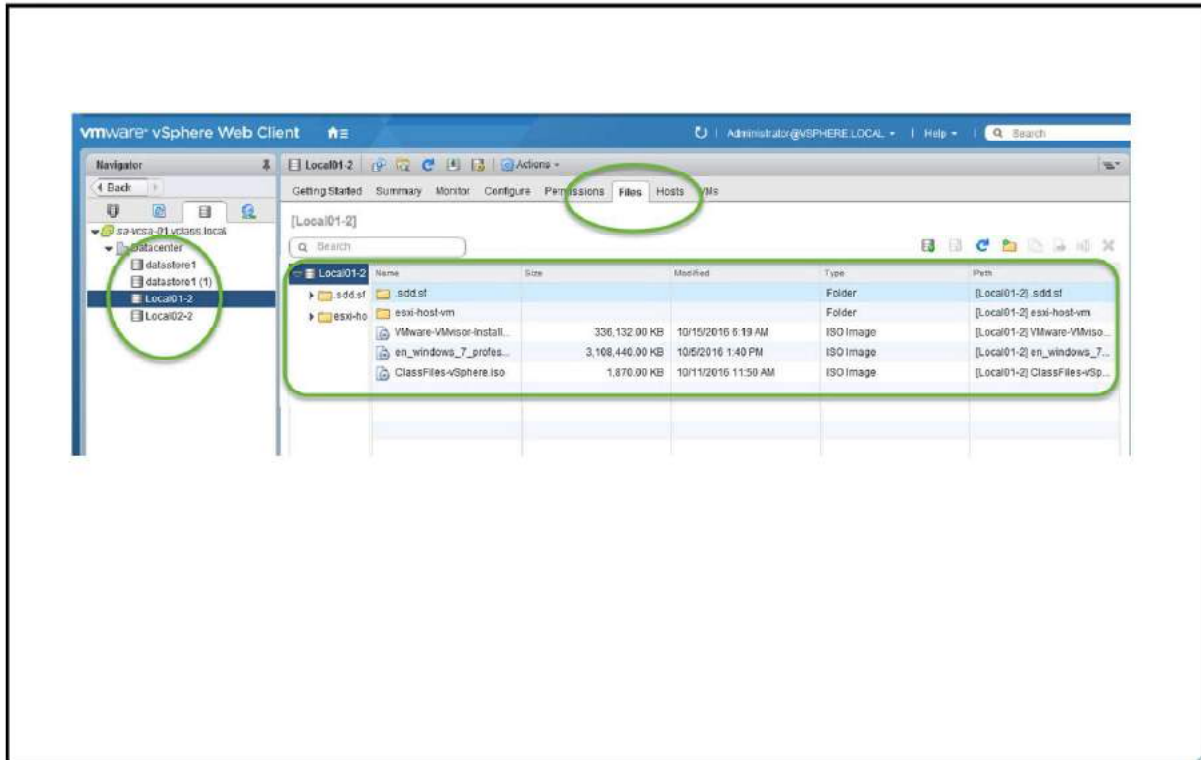 vmware® vSphere Web Client Administrator@VSPHERE.LOCAL Help Search
Navigator
Back
sa-vcsa-01.vclass.local
Datacenter
datastore1
datastore1 (1)
Local01-2
Local02-2
Local01-2 Actions
Getting Started Summary Monitor Configure Permissions Files Hosts VMs
[Local01-2]
Search
Local01-2 Name Size Modified Type Path
.sdd.sf .sdd.sf Folder [Local01-2] .sdd.sf
esxi-ho esxi-host-vm Folder [Local01-2] esxi-host-vm
VMware-VMvisor-Install... 336,132.00 KB 10/15/2016 6:19 AM ISO Image [Local01-2] VMware-VMviso...
en_windows_7_profes... 3,108,440.00 KB 10/5/2016 1:40 PM ISO Image [Local01-2] en_windows_7...
ClassFiles-vSphere.iso 1,870.00 KB 10/11/2016 11:50 AM ISO Image [Local01-2] ClassFiles-vSp...